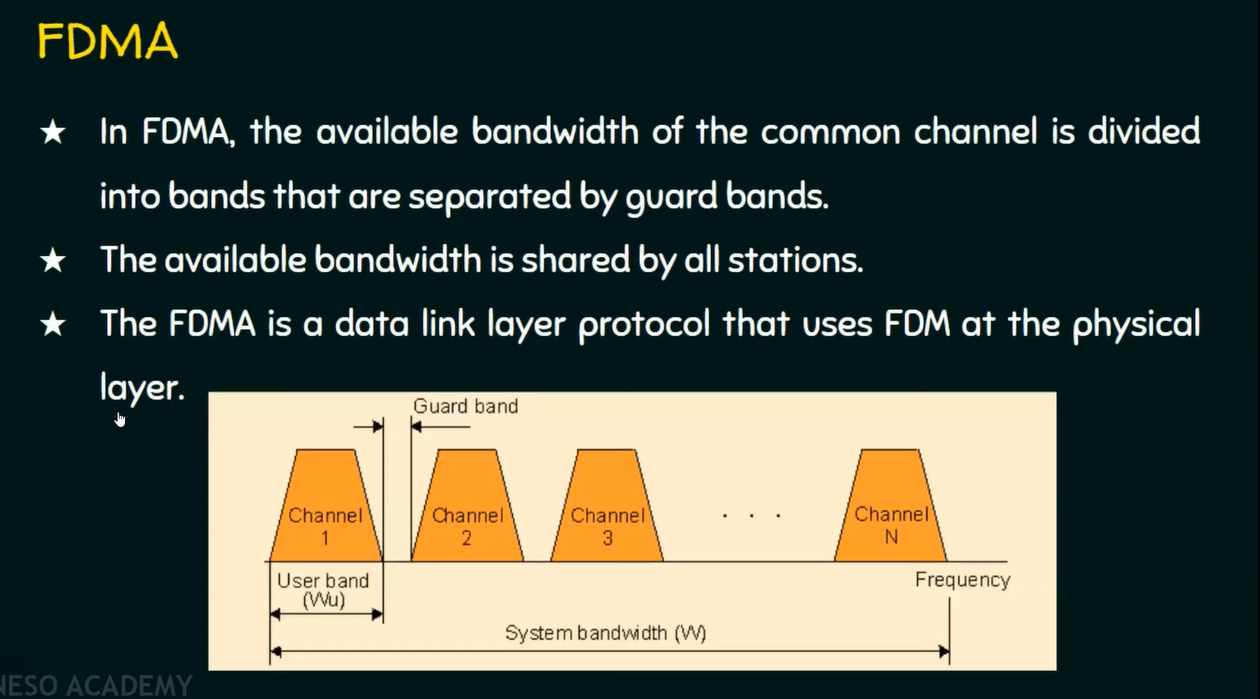 FDMA
★ In FDMA, the available bandwidth of the common channel is divided
into bands that are separated by guard bands.
★ The available bandwidth is shared by all stations.
★ The FDMA is a data link layer protocol that uses FDM at the physical
layer.
Guard band
Channel
1
Channel
2
Channel
3
. . .
Channel
N
User band
(Wu)
Frequency
System bandwidth (W)
NESO ACADEMY